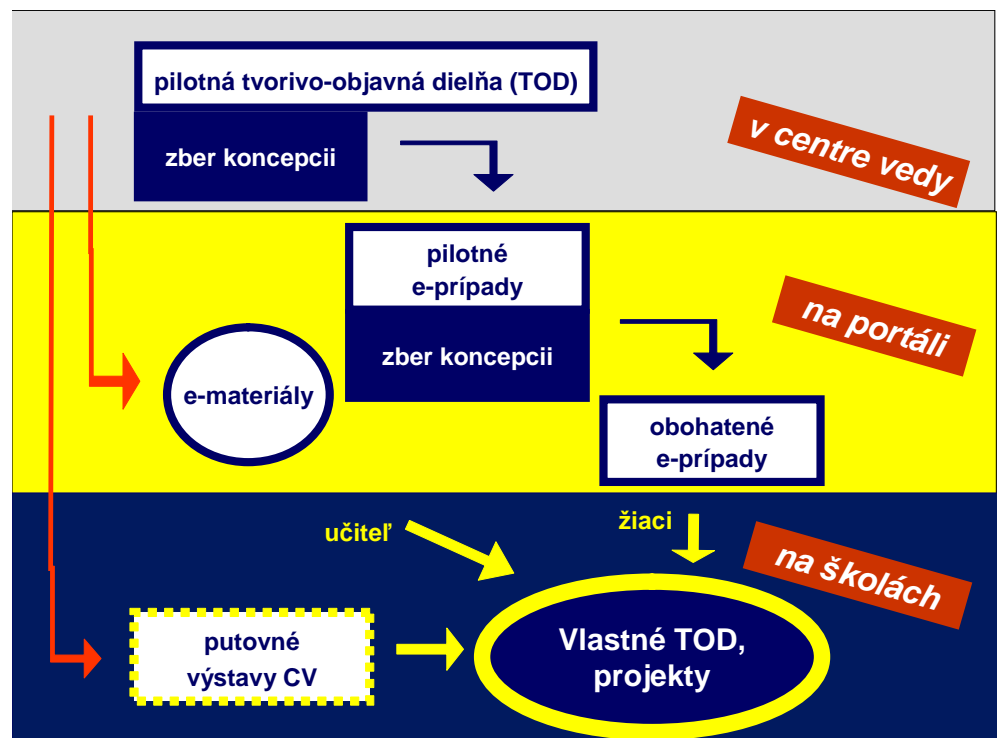 pilotná tvorivo-objavná dielňa (TOD)
zber koncepcii
v centre vedy
pilotné
e-prípady
zber koncepcii
na portáli
e-materiály
obohatené
e-prípady
učiteľ
žiaci
na školách
putovné
výstavy CV
Vlastné TOD,
projekty